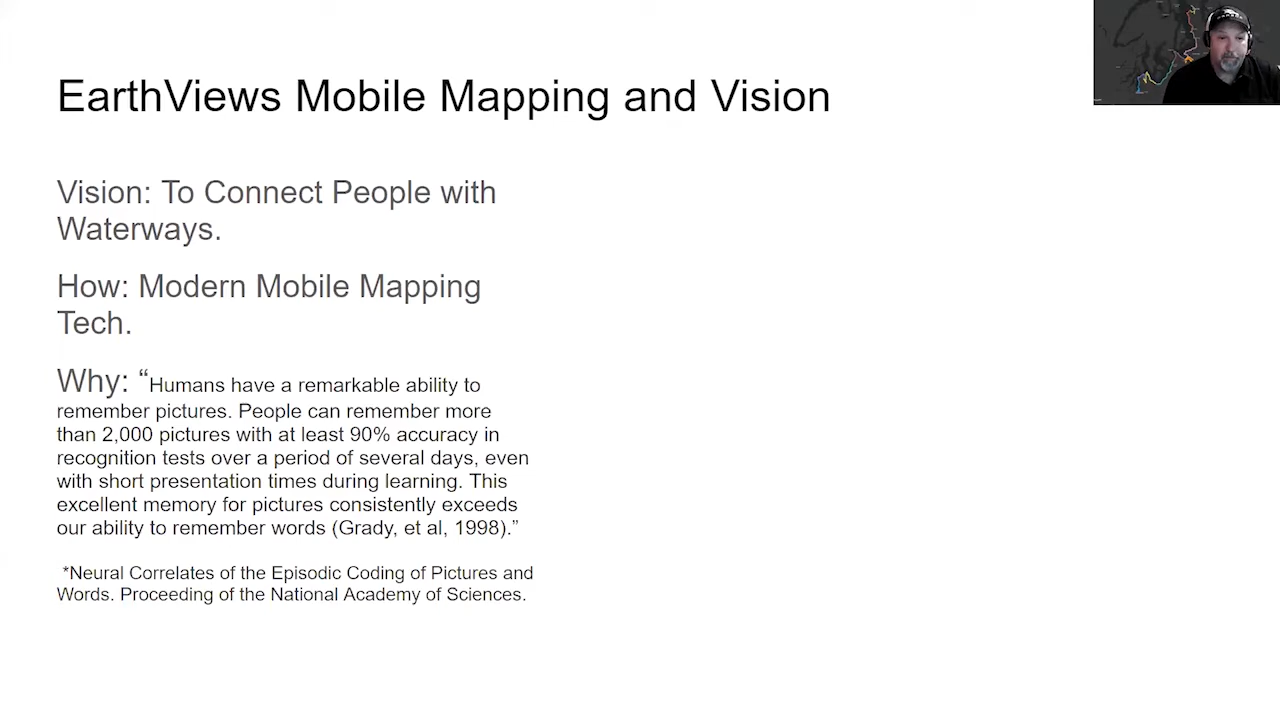 EarthViews Mobile Mapping and Vision
Vision: To Connect People with
Waterways.
How: Modern Mobile Mapping
Tech.
Why: “Humans have a remarkable ability to
remember pictures. People can remember more
than 2,000 pictures with at least 90% accuracy in
recognition tests over a period of several days, even
with short presentation times during learning. This
excellent memory for pictures consistently exceeds
our ability to remember words (Grady, et al, 1998).”
*Neural Correlates of the Episodic Coding of Pictures and
Words. Proceeding of the National Academy of Sciences.